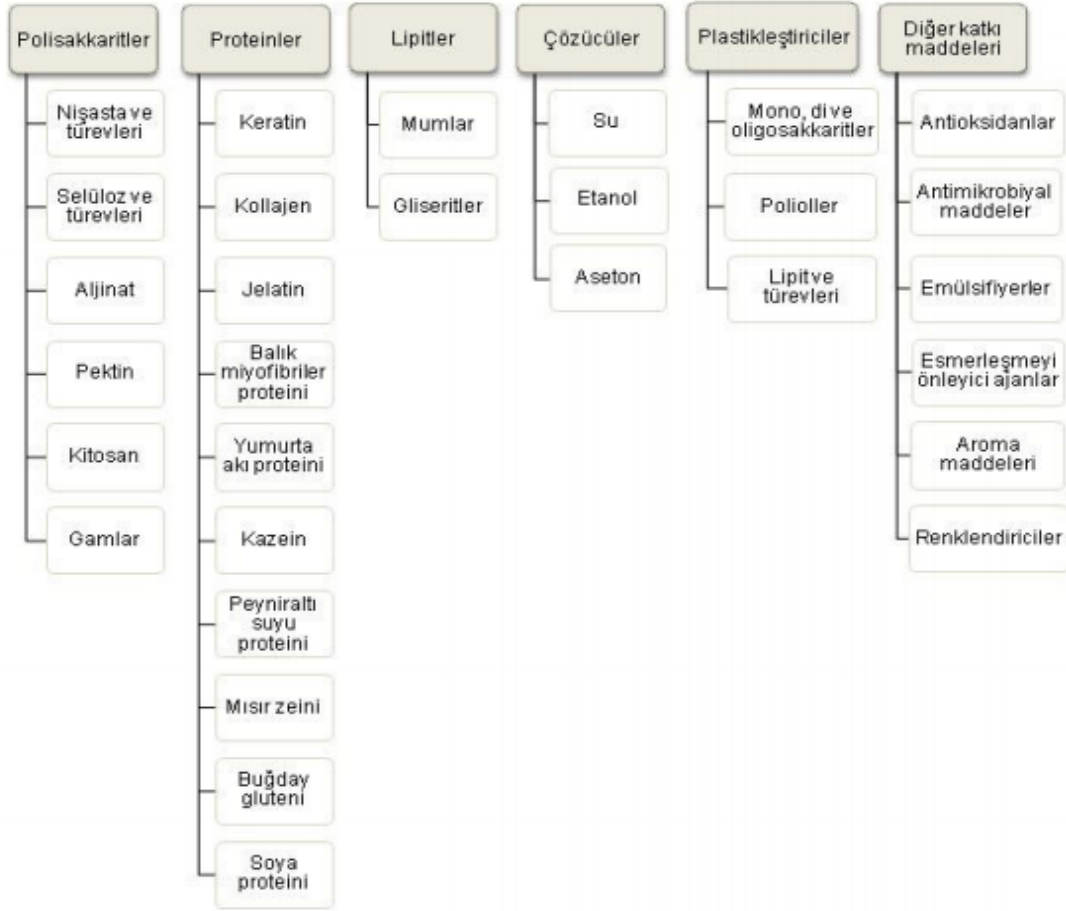 Polisakkaritler
Nişasta ve
türevleri
Selüloz ve
türevleri
Aljinat
Pektin
Kitosan
Gamlar
Proteinler
Keratin
Kollajen
Jelatin
Balık
miyofibriler
proteini
Yumurta
akı proteini
Kazein
Peyniraltı
suyu
proteini
Mısır zeini
Buğday
gluteni
Soya
proteini
Lipitler
Mumlar
Gliseritler
Çözücüler
Su
Etanol
Aseton
Plastikleştiriciler
Mono, di ve
oligosakkaritler
Polioller
Lipit ve
türevleri
Diğer katkı
maddeleri
Antioksidanlar
Antimikrobiyal
maddeler
Emülsifiyerler
Esmerleşmeyi
önleyici ajanlar
Aroma
maddeleri
Renklendiriciler